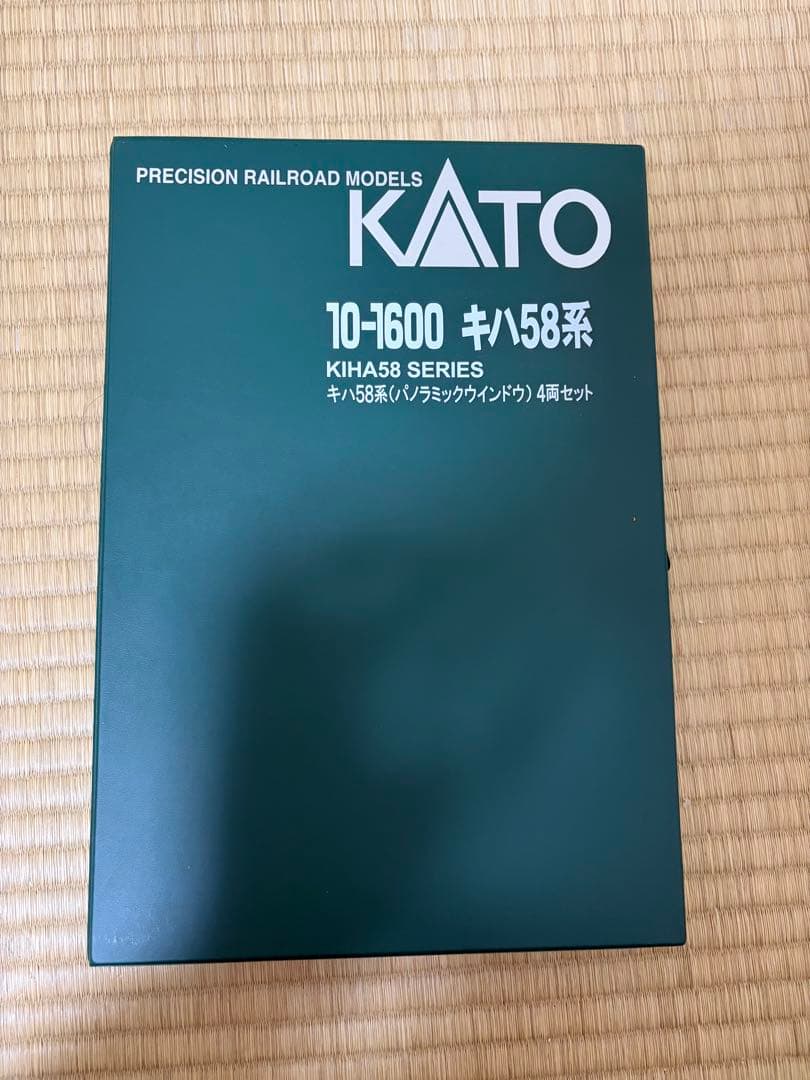 PRECISION RAILROAD MODELS
KATO
10-1600 キハ58系
KIHA58 SERIES
キハ58系(パノラミックウインドウ) 4両セット